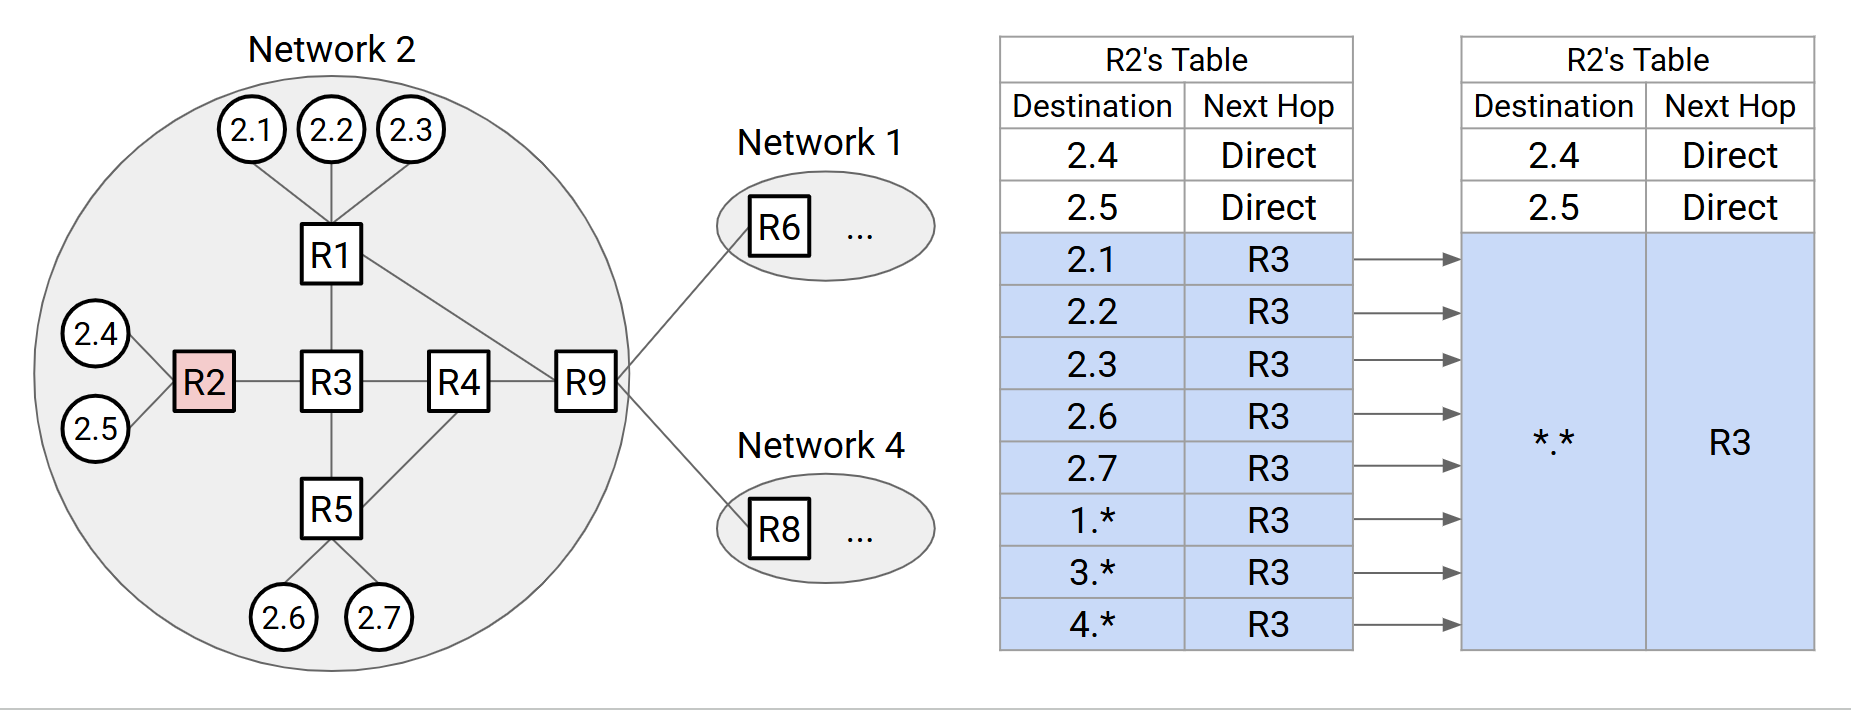 Network 2
2.1 2.2 2.3
R1
2.4
2.5
R2 R3 R4 R9
R5
2.6 2.7
Network 1
R6 ...
Network 4
R8 ...
R2's Table
Destination Next Hop
2.4 Direct
2.5 Direct
2.1 R3
2.2 R3
2.3 R3
2.6 R3
2.7 R3
1.* R3
3.* R3
4.* R3
R2's Table
Destination Next Hop
2.4 Direct
2.5 Direct
*.* R3